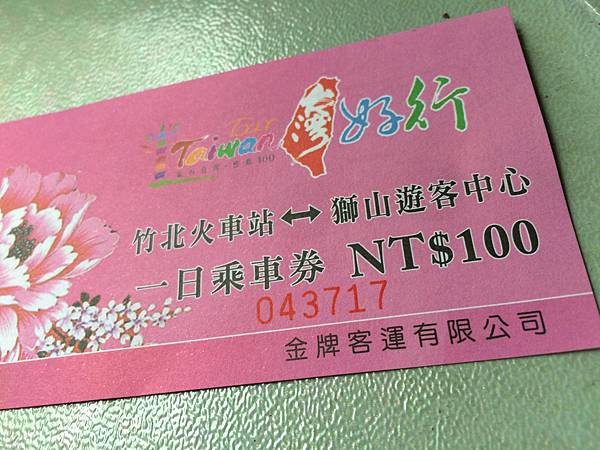 Taiwan 台灣 好行
竹北火車站↔獅山遊客中心
一日乘車券 NT$100
043717
金牌客運有限公司